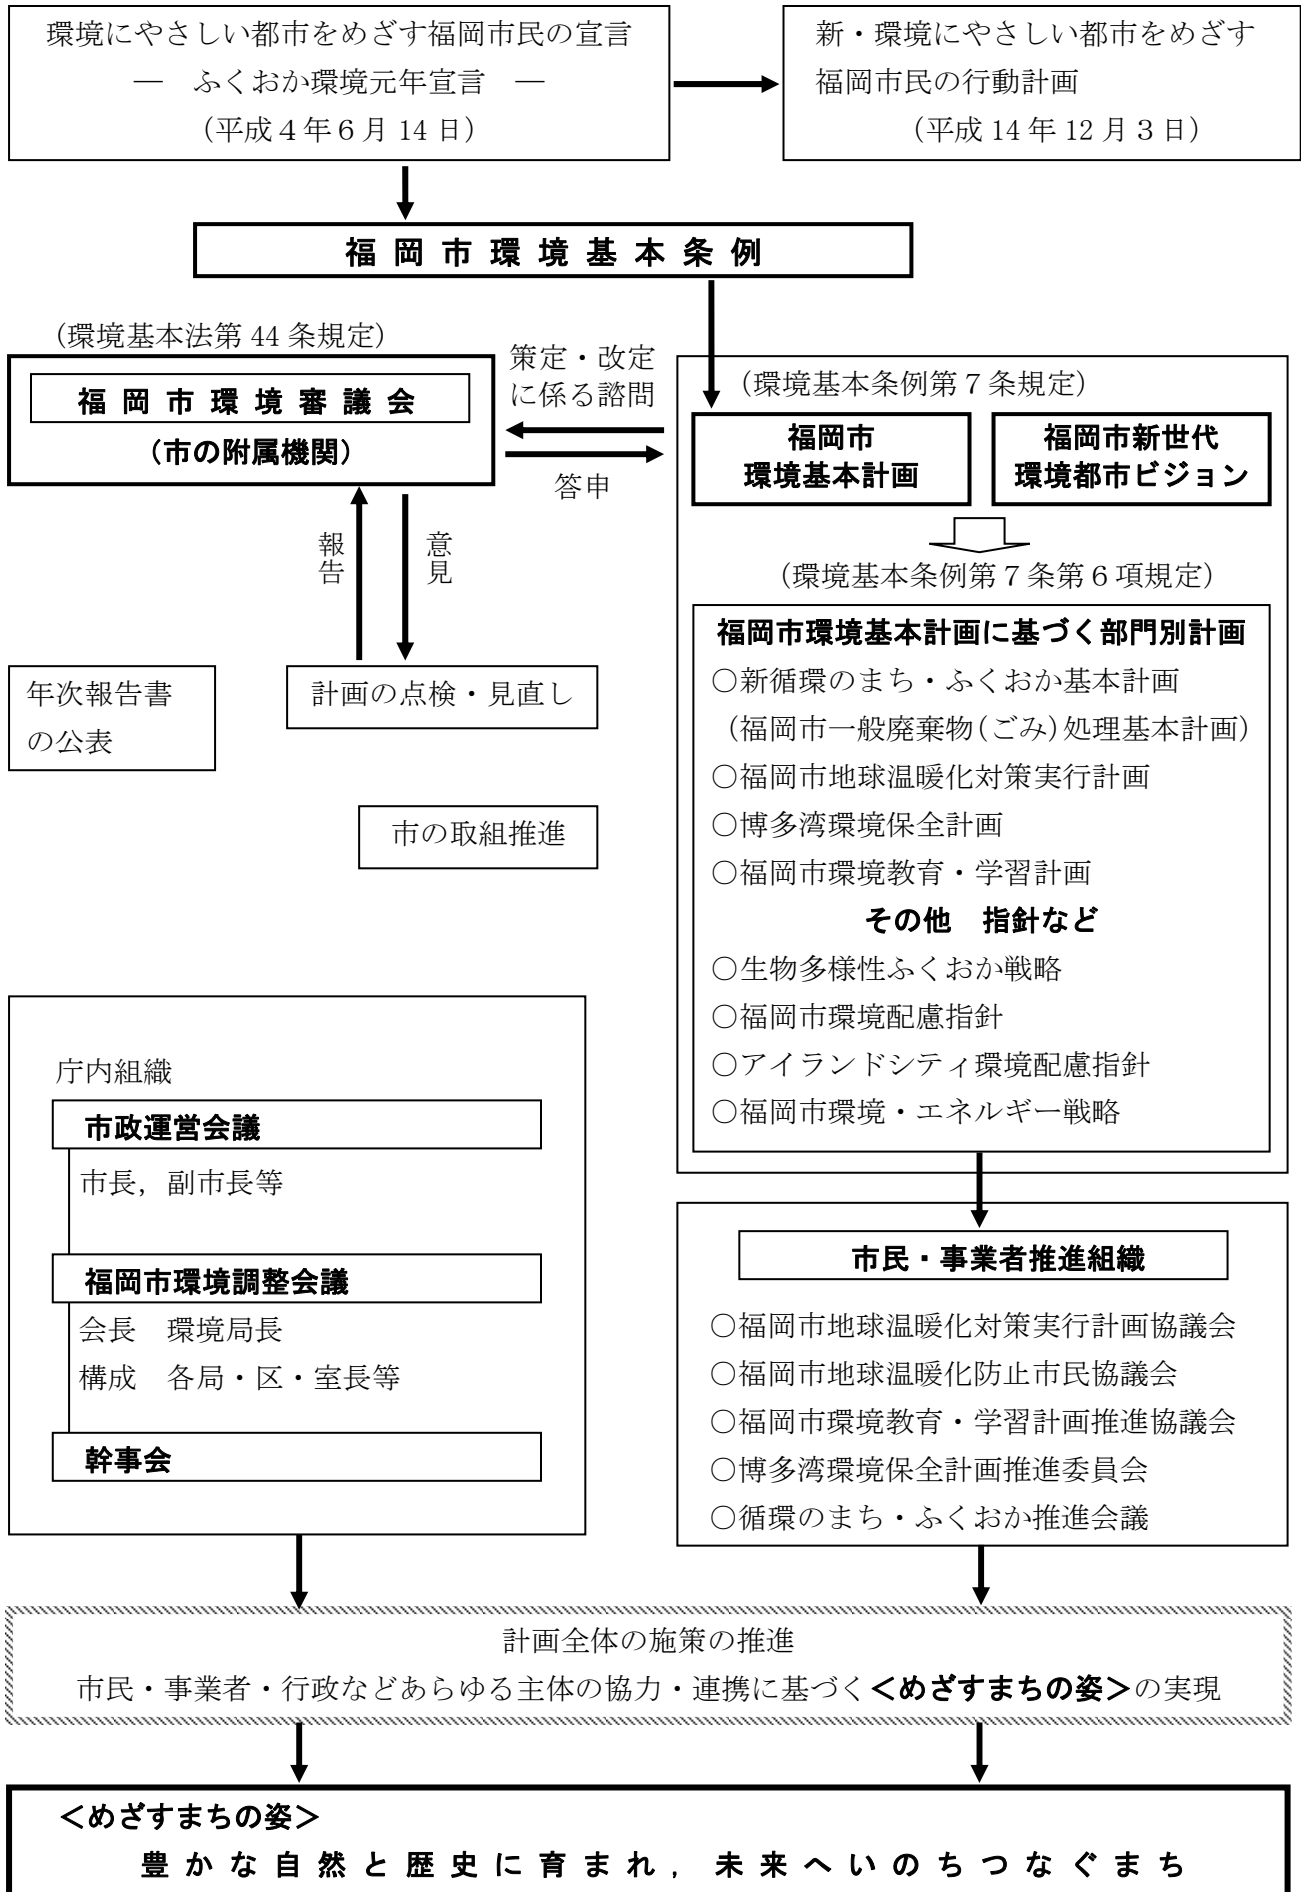 環境にやさしい都市をめざす福岡市民の宣言
― ふくおか環境元年宣言 ―
（平成４年６月 14 日）
新・環境にやさしい都市をめざす
福岡市民の行動計画
（平成 14 年 12 月３日）
福岡市環境基本条例
（環境基本法第 44 条規定）
福岡市環境審議会
（市の附属機関）
策定・改定
に係る諮問
答申
（環境基本条例第７条規定）
福岡市
環境基本計画
福岡市新世代
環境都市ビジョン
報告
意見
（環境基本条例第７条第６項規定）
福岡市環境基本計画に基づく部門別計画
○新循環のまち・ふくおか基本計画
（福岡市一般廃棄物（ごみ）処理基本計画）
○福岡市地球温暖化対策実行計画
○博多湾環境保全計画
○福岡市環境教育・学習計画
その他　指針など
○生物多様性ふくおか戦略
○福岡市環境配慮指針
○アイランドシティ環境配慮指針
○福岡市環境・エネルギー戦略
年次報告書
の公表
計画の点検・見直し
市の取組推進
庁内組織
市政運営会議
市長，副市長等
福岡市環境調整会議
会長　環境局長
構成　各局・区・室長等
幹事会
市民・事業者推進組織
○福岡市地球温暖化対策実行計画協議会
○福岡市地球温暖化防止市民協議会
○福岡市環境教育・学習計画推進協議会
○博多湾環境保全計画推進委員会
○循環のまち・ふくおか推進会議
計画全体の施策の推進
市民・事業者・行政などあらゆる主体の協力・連携に基づく＜めざすまちの姿＞の実現
＜めざすまちの姿＞
豊かな自然と歴史に育まれ，未来へいのちつなぐまち